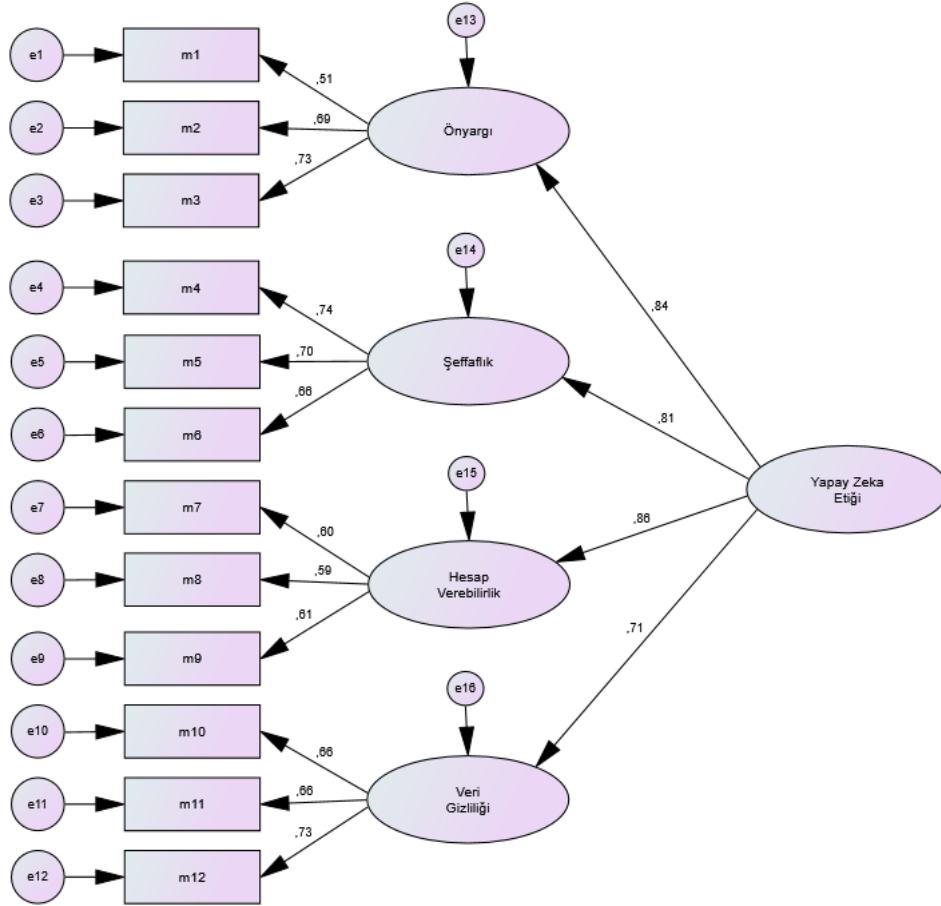 e13
e1
m1
,51
e2
m2
,69
Önyargı
,73
e3
m3
e14
e4
m4
,74
,84
e5
m5
,70
Şeffaflık
,66
e6
m6
,81
e15
e7
m7
Yapay Zeka
Etiği
,60
,86
e8
m8
,59
Hesap
Verebilirlik
,61
e9
m9
,71
e16
e10
m10
,66
e11
m11
,66
Veri
Gizliliği
,73
e12
m12